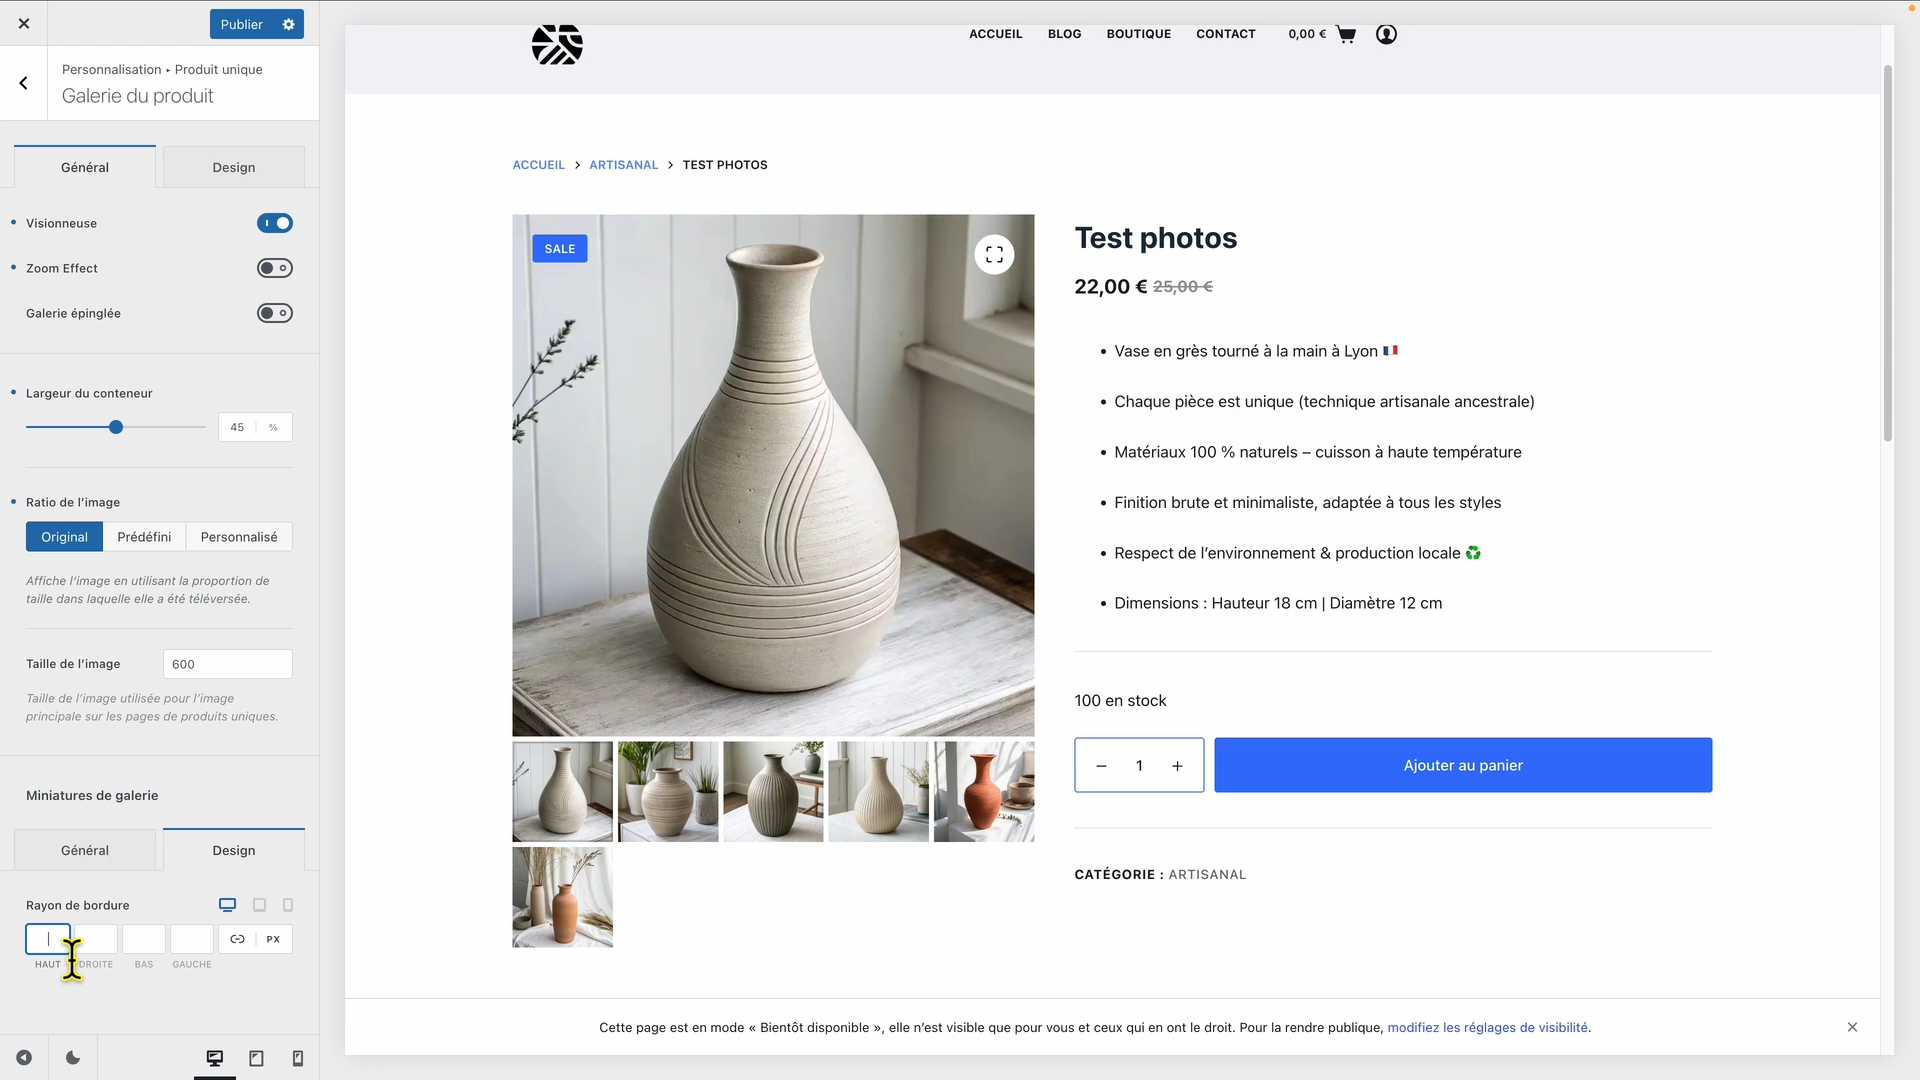 Publier
Personnalisation ▸ Produit unique
Galerie du produit
Général
Design
Visionneuse
Zoom Effect
Galerie épinglée
Largeur du conteneur
45 %
Ratio de l’image
Original
Prédéfini
Personnalisé
Affiche l’image en utilisant la proportion de
taille dans laquelle elle a été téléversée.
Taille de l’image
600
Taille de l’image utilisée pour l’image
principale sur les pages de produits uniques.
Miniatures de galerie
Général
Design
Rayon de bordure
PX
HAUT
DROITE
BAS
GAUCHE
ACCUEIL
BLOG
BOUTIQUE
CONTACT
0,00 €
ACCUEIL > ARTISANAL > TEST PHOTOS
SALE
Test photos
22,00 € 25,00 €
• Vase en grès tourné à la main à Lyon 🇫🇷
• Chaque pièce est unique (technique artisanale ancestrale)
• Matériaux 100 % naturels – cuisson à haute température
• Finition brute et minimaliste, adaptée à tous les styles
• Respect de l’environnement & production locale ♻️
• Dimensions : Hauteur 18 cm | Diamètre 12 cm
100 en stock
− 1 +
Ajouter au panier
CATÉGORIE : ARTISANAL
Cette page est en mode « Bientôt disponible », elle n’est visible que pour vous et ceux qui en ont le droit. Pour la rendre publique, modifiez les réglages de visibilité.